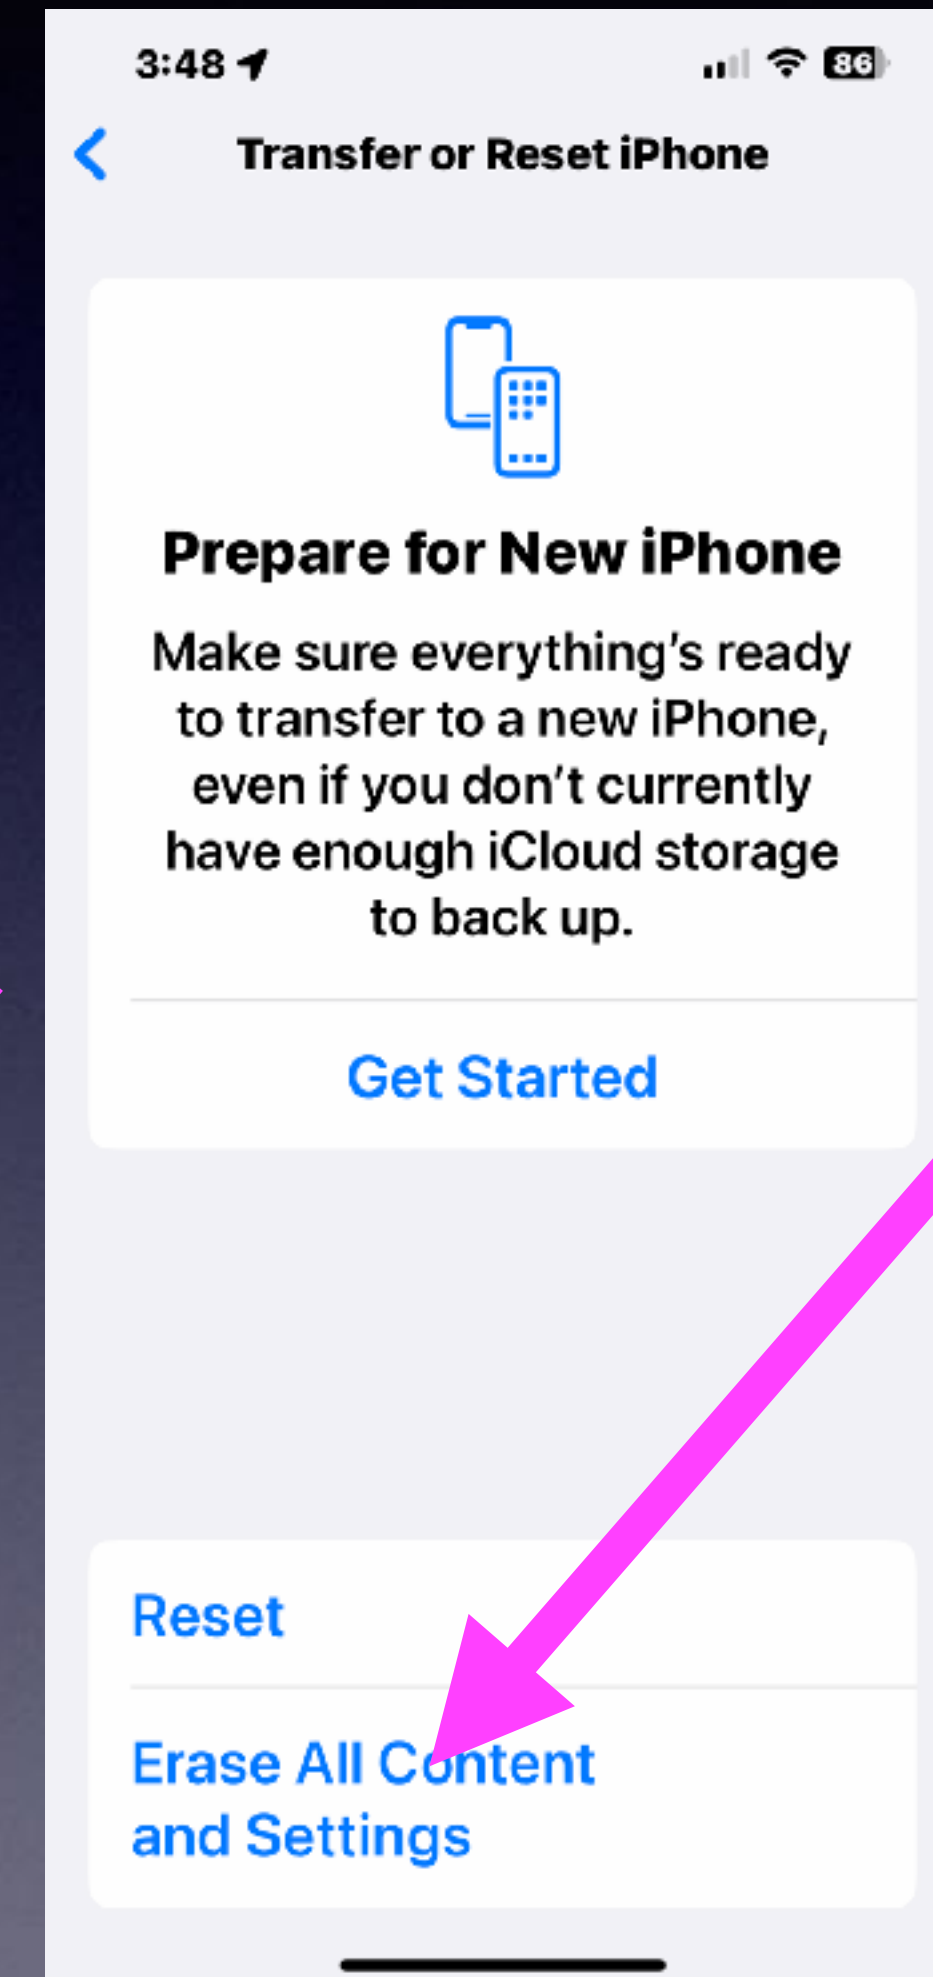 3:48
86
Transfer or Reset iPhone
Prepare for New iPhone
Make sure everything's ready
to transfer to a new iPhone,
even if you don't currently
have enough iCloud storage
to back up.
Get Started
Reset
Erase All Content
and Settings